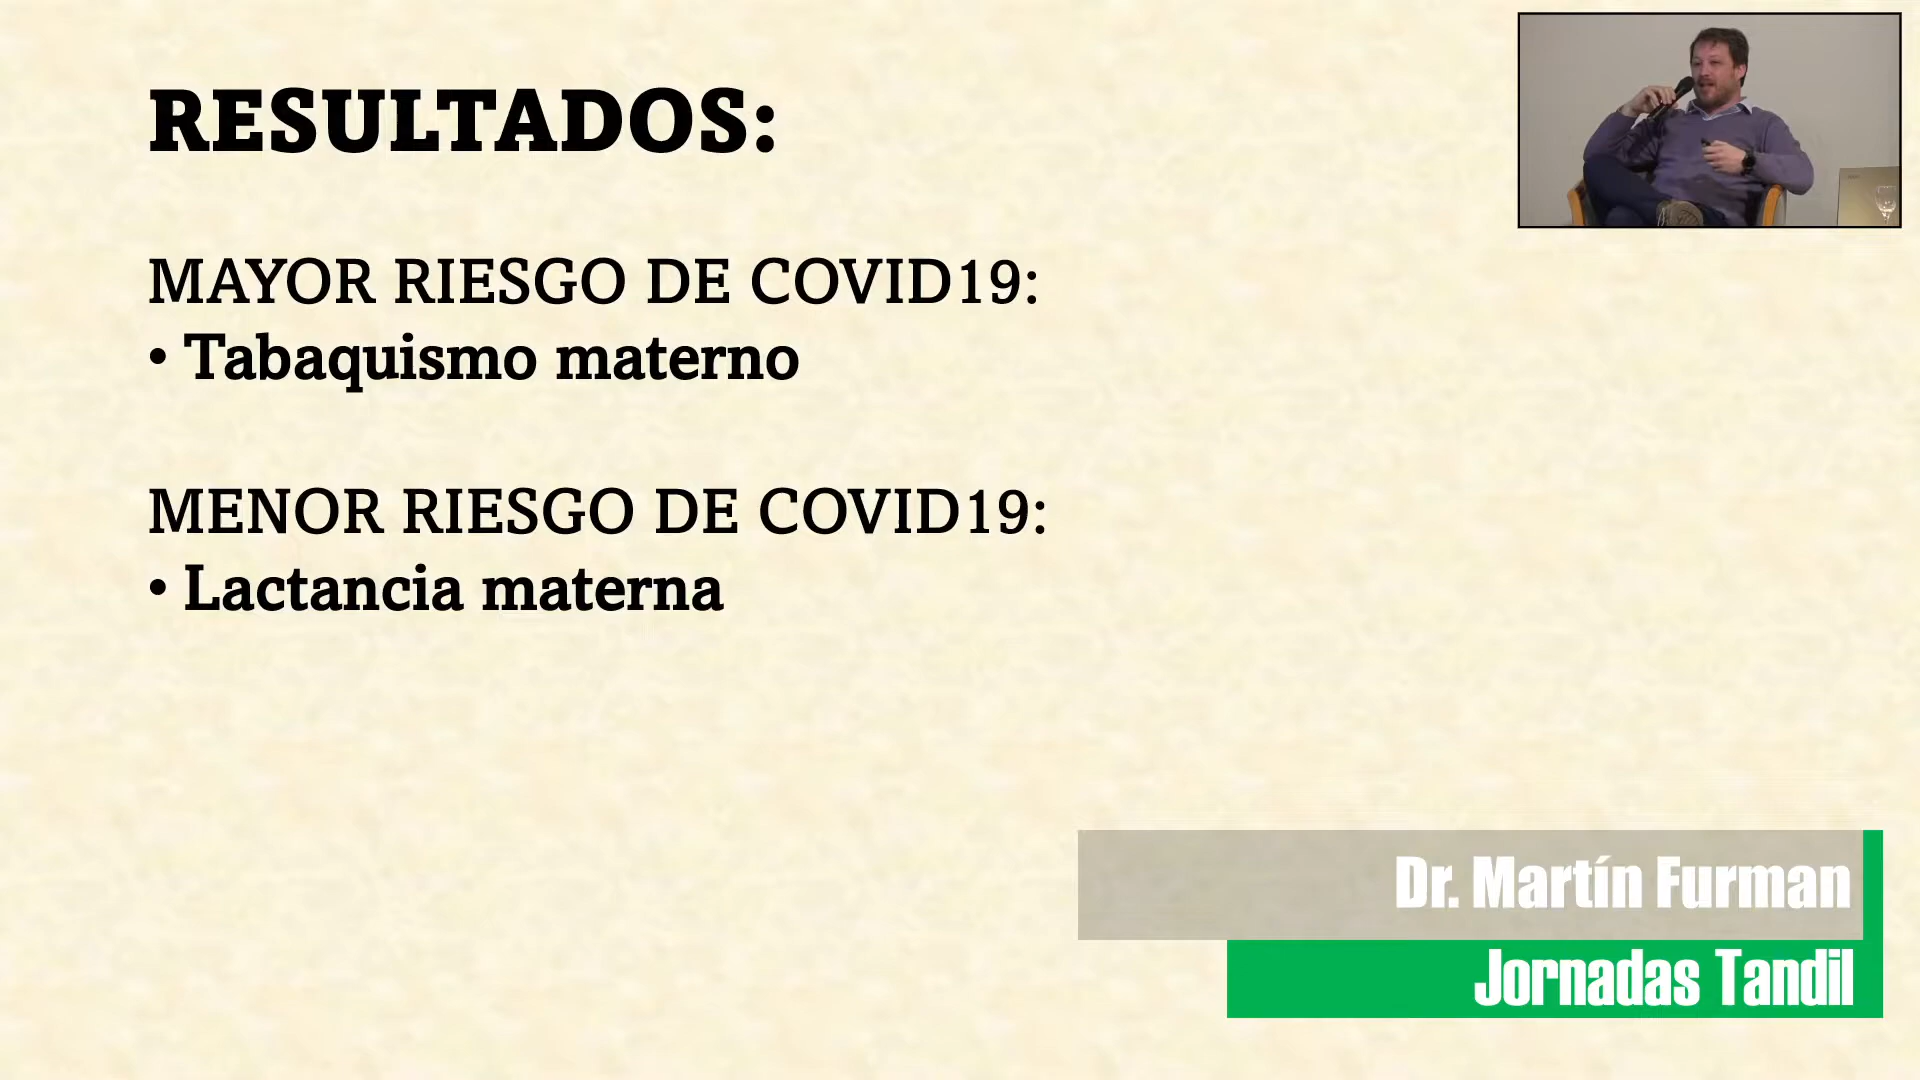 RESULTADOS:
MAYOR RIESGO DE COVID19:
• Tabaquismo materno
MENOR RIESGO DE COVID19:
• Lactancia materna
Dr. Martín Furman
Jornadas Tandil